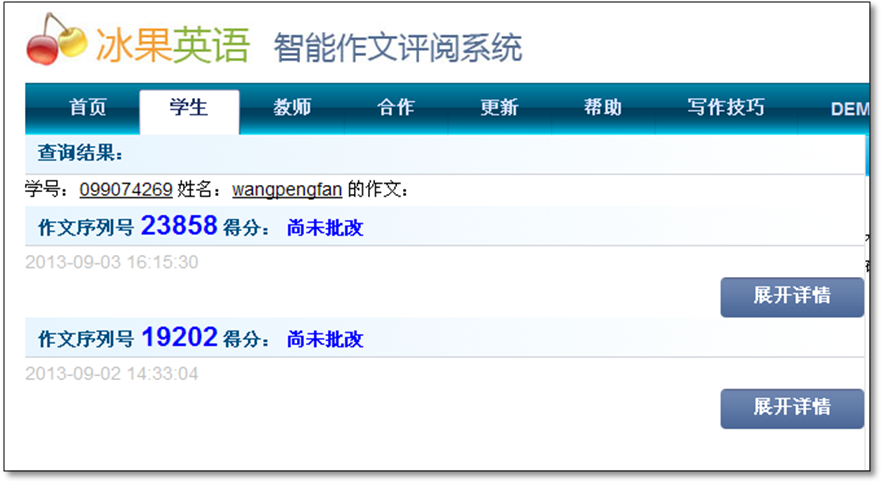 冰果英语 智能作文评阅系统
首页 学生 教师 合作 更新 帮助 写作技巧 DEM
查询结果：
学号：099074269 姓名：wangpengfan 的作文：
作文序列号 23858 得分： 尚未批改
2013-09-03 16:15:30
展开详情
作文序列号 19202 得分： 尚未批改
2013-09-02 14:33:04
展开详情